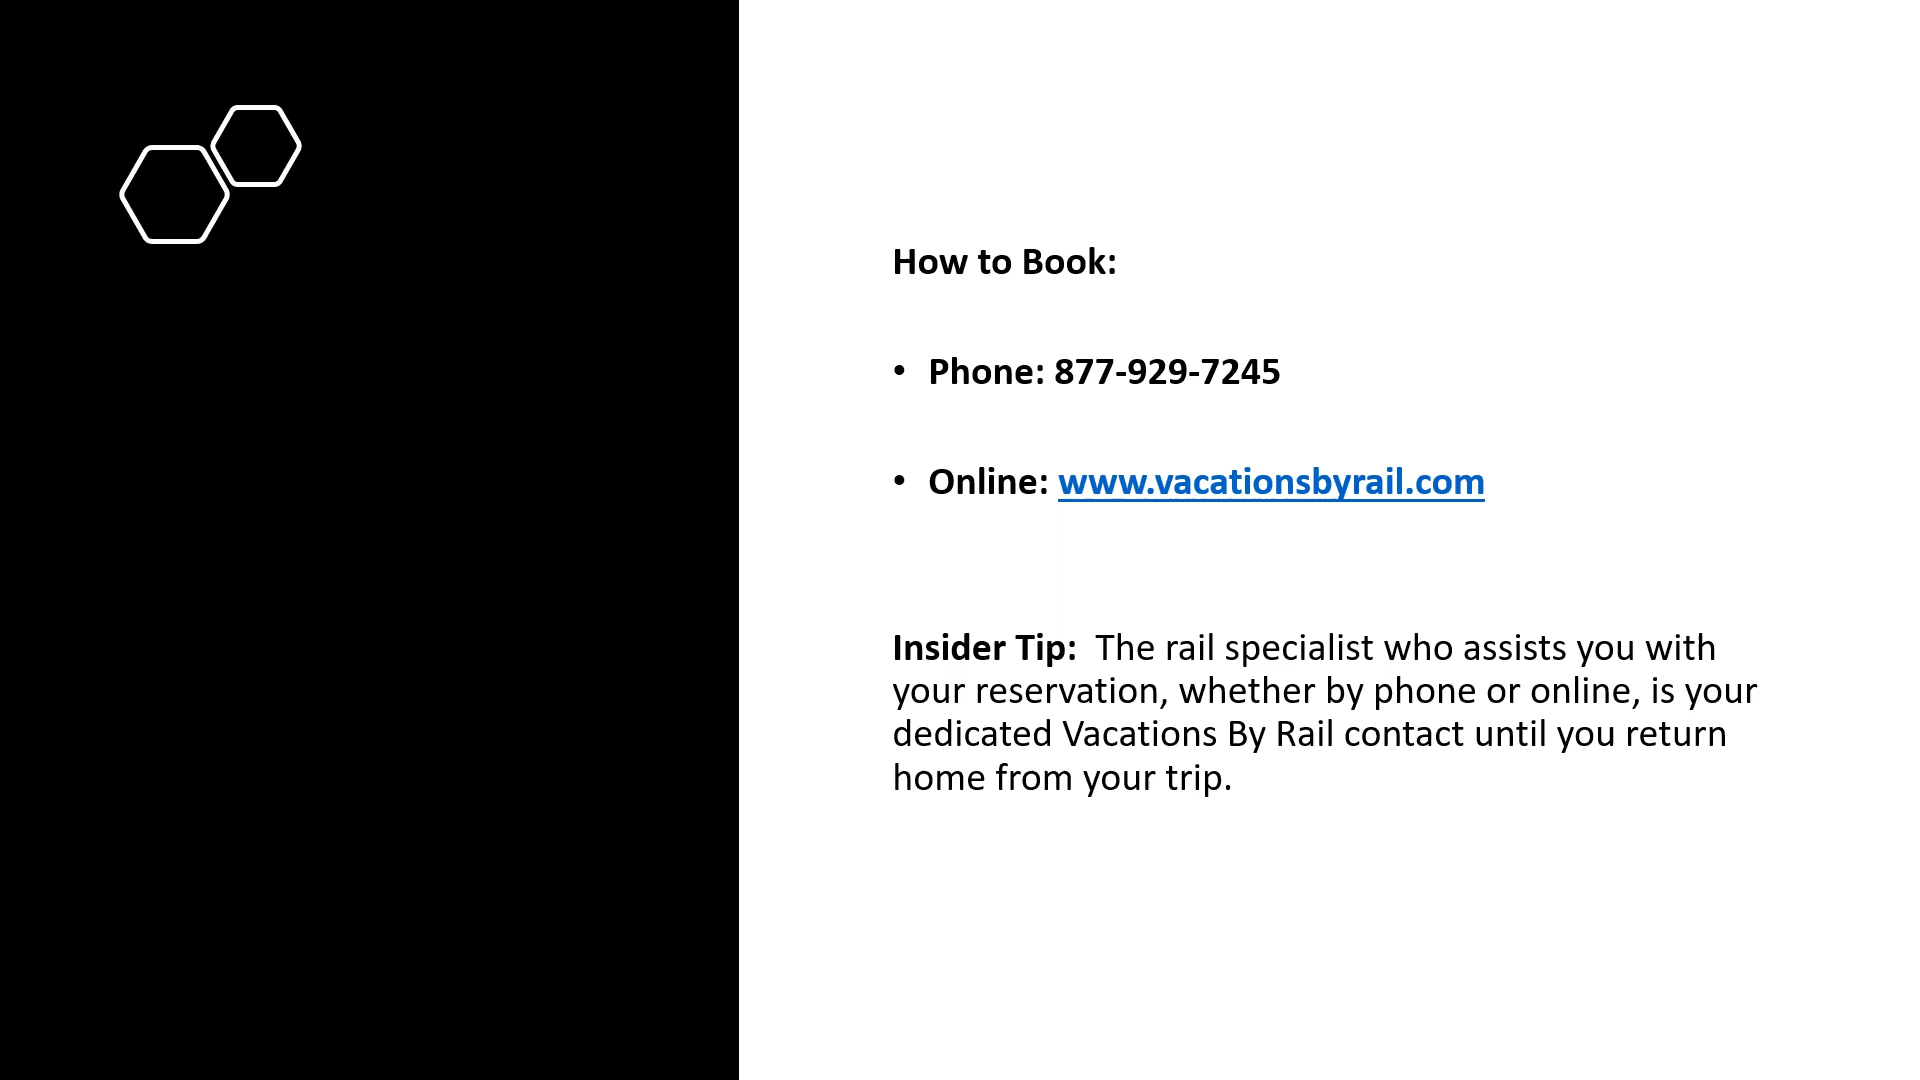 How to Book:
• Phone: 877-929-7245
• Online: www.vacationsbyrail.com
Insider Tip:  The rail specialist who assists you with
your reservation, whether by phone or online, is your
dedicated Vacations By Rail contact until you return
home from your trip.